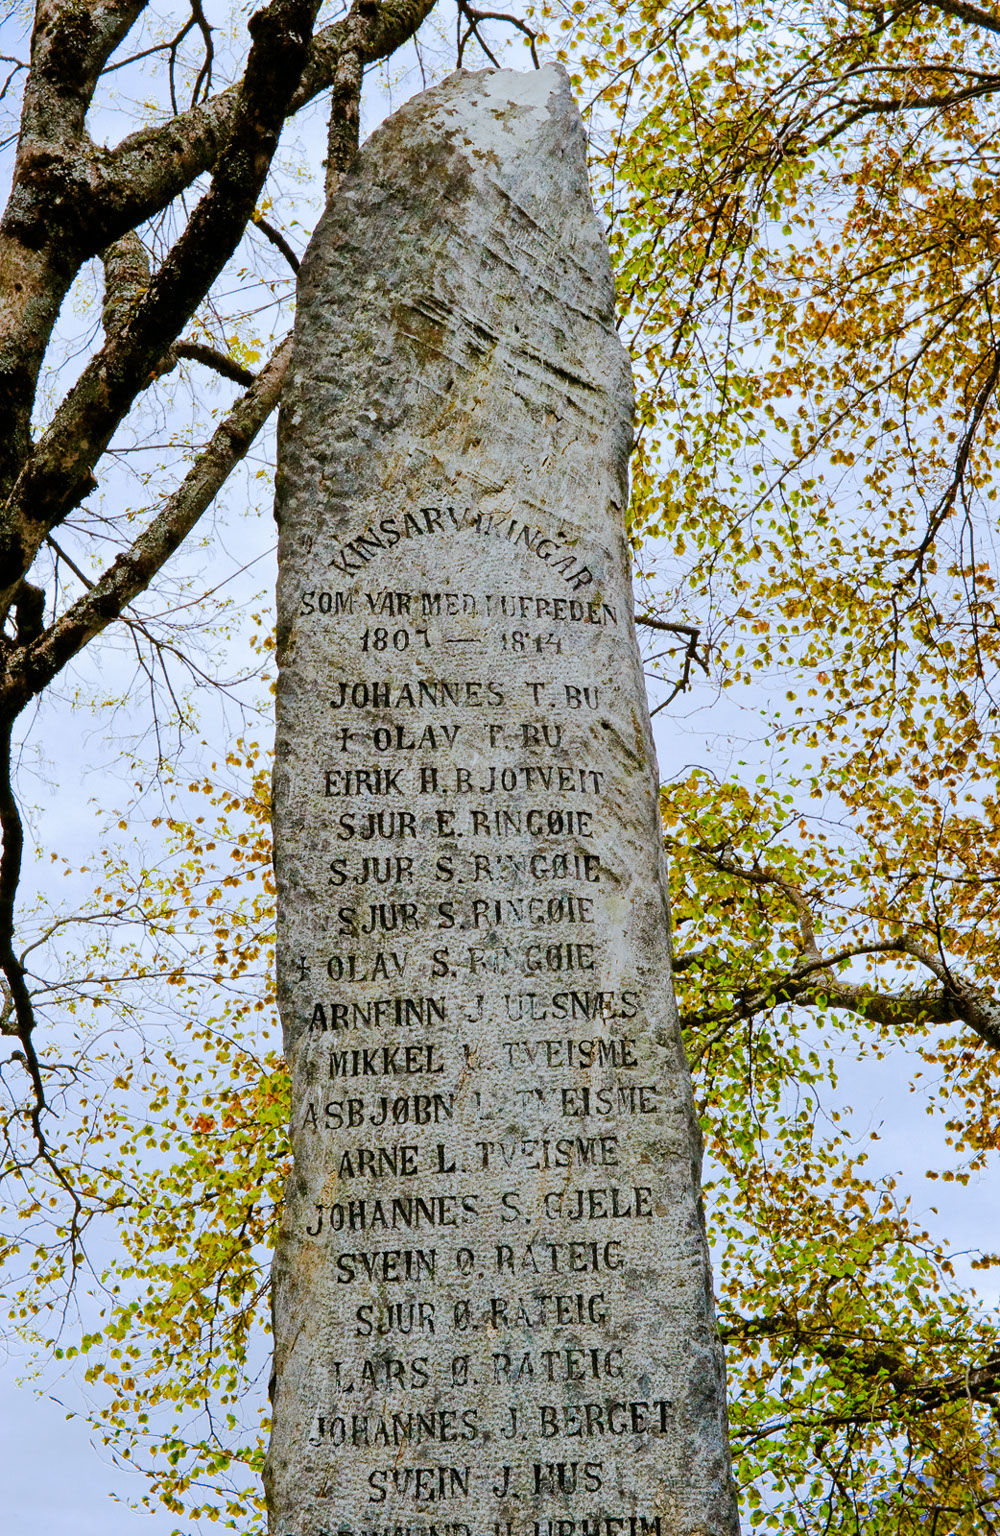 KINSARVIKINGAR
SOM VAR MED I UFREDEN
1807 — 1814
JOHANNES T. BU
† OLAV T. BU
EIRIK H. BJOTVEIT
SJUR E. RINGØIE
SJUR S. RINGØIE
SJUR S. RINGØIE
† OLAV S. RINGØIE
ARNFINN J. ULSNÆS
MIKKEL TVEISME
ASBJØRN L. TVEISME
ARNE L. TVEISME
JOHANNES S. GJELE
SVEIN Ø. RATEIG
SJUR Ø. RATEIG
LARS Ø. RATEIG
JOHANNES J. BERGET
SVEIN J. HUS